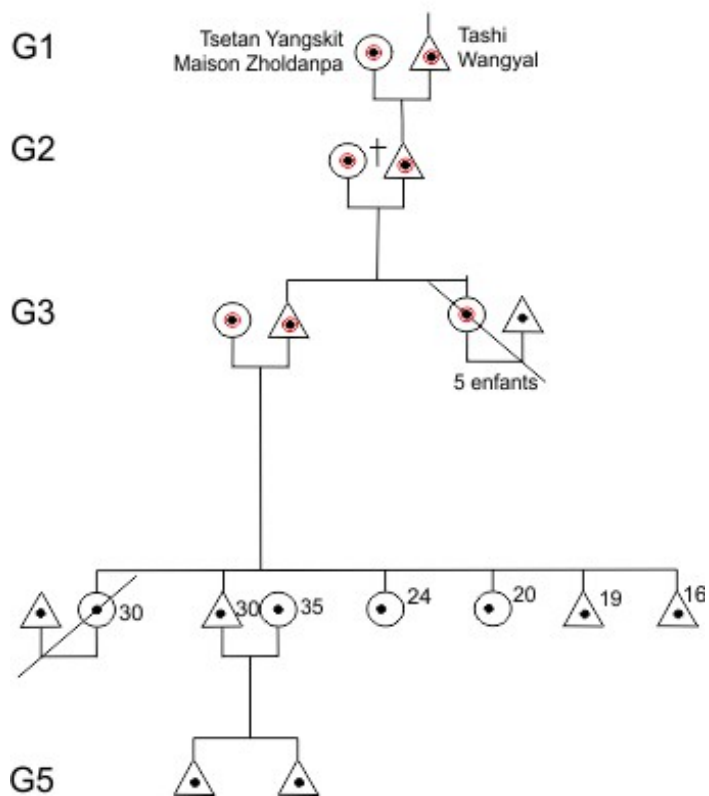 G1
Tsetan Yangskit
Maison Zholdanpa
Tashi
Wangyal
G2
G3
5 enfants
30
30
35
24
20
19
16
G5